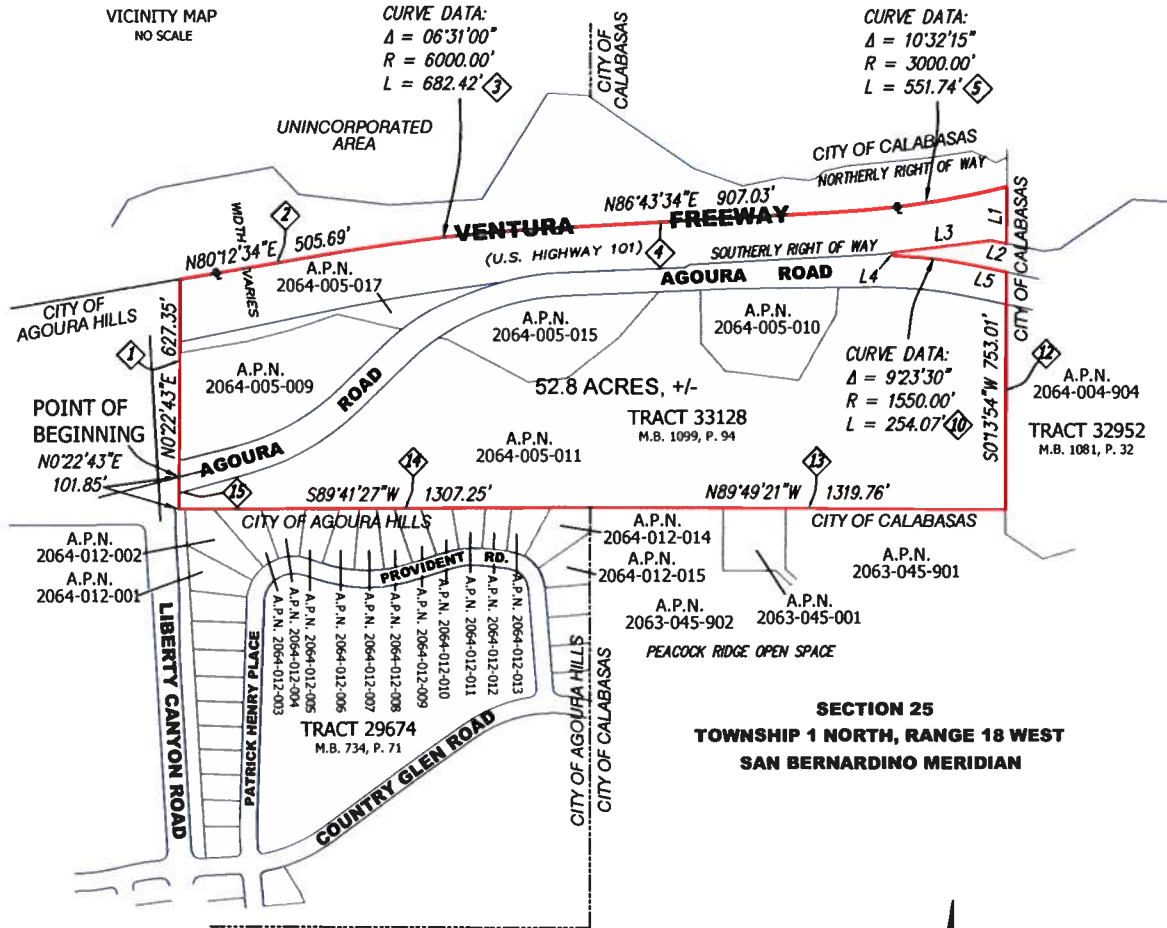 VICINITY MAP
NO SCALE
CURVE DATA:
Δ = 06°31'00"
R = 6000.00'
L = 682.42'
3
CITY OF
CALABASAS
CURVE DATA:
Δ = 10°32'15"
R = 3000.00'
L = 551.74'
5
UNINCORPORATED
AREA
CITY OF CALABASAS
NORTHERLY RIGHT OF WAY
N86°43'34"E 907.03'
VENTURA FREEWAY
(U.S. HIGHWAY 101)
4
SOUTHERLY RIGHT OF WAY
L1
L3
L2
L4
L5
CITY OF CALABASAS
2
N80°12'34"E 505.69'
WIDTH VARIES
A.P.N.
2064-005-017
AGOURA ROAD
CITY OF
AGOURA HILLS
1
N0°22'43"E 627.35'
A.P.N.
2064-005-009
A.P.N.
2064-005-015
A.P.N.
2064-005-010
CURVE DATA:
Δ = 9°23'30"
R = 1550.00'
L = 254.07'
10
S0°13'54"W 753.01'
12
A.P.N.
2064-004-904
TRACT 32952
M.B. 1081, P. 32
52.8 ACRES, +/-
TRACT 33128
M.B. 1099, P. 94
POINT OF
BEGINNING
N0°22'43"E
101.85'
AGOURA ROAD
A.P.N.
2064-005-011
15
14
S89°41'27"W 1307.25'
13
N89°49'21"W 1319.76'
CITY OF AGOURA HILLS
CITY OF CALABASAS
A.P.N.
2064-012-002
A.P.N.
2064-012-001
A.P.N.
2064-012-014
A.P.N.
2064-012-015
A.P.N.
2063-045-901
A.P.N.
2063-045-902
A.P.N.
2063-045-001
PEACOCK RIDGE OPEN SPACE
PROVIDENT RD.
LIBERTY CANYON ROAD
PATRICK HENRY PLACE
A.P.N. 2064-012-003
A.P.N. 2064-012-004
A.P.N. 2064-012-005
A.P.N. 2064-012-006
A.P.N. 2064-012-007
A.P.N. 2064-012-008
A.P.N. 2064-012-009
A.P.N. 2064-012-010
A.P.N. 2064-012-011
A.P.N. 2064-012-012
A.P.N. 2064-012-013
TRACT 29674
M.B. 734, P. 71
COUNTRY GLEN ROAD
CITY OF AGOURA HILLS
CITY OF CALABASAS
SECTION 25
TOWNSHIP 1 NORTH, RANGE 18 WEST
SAN BERNARDINO MERIDIAN